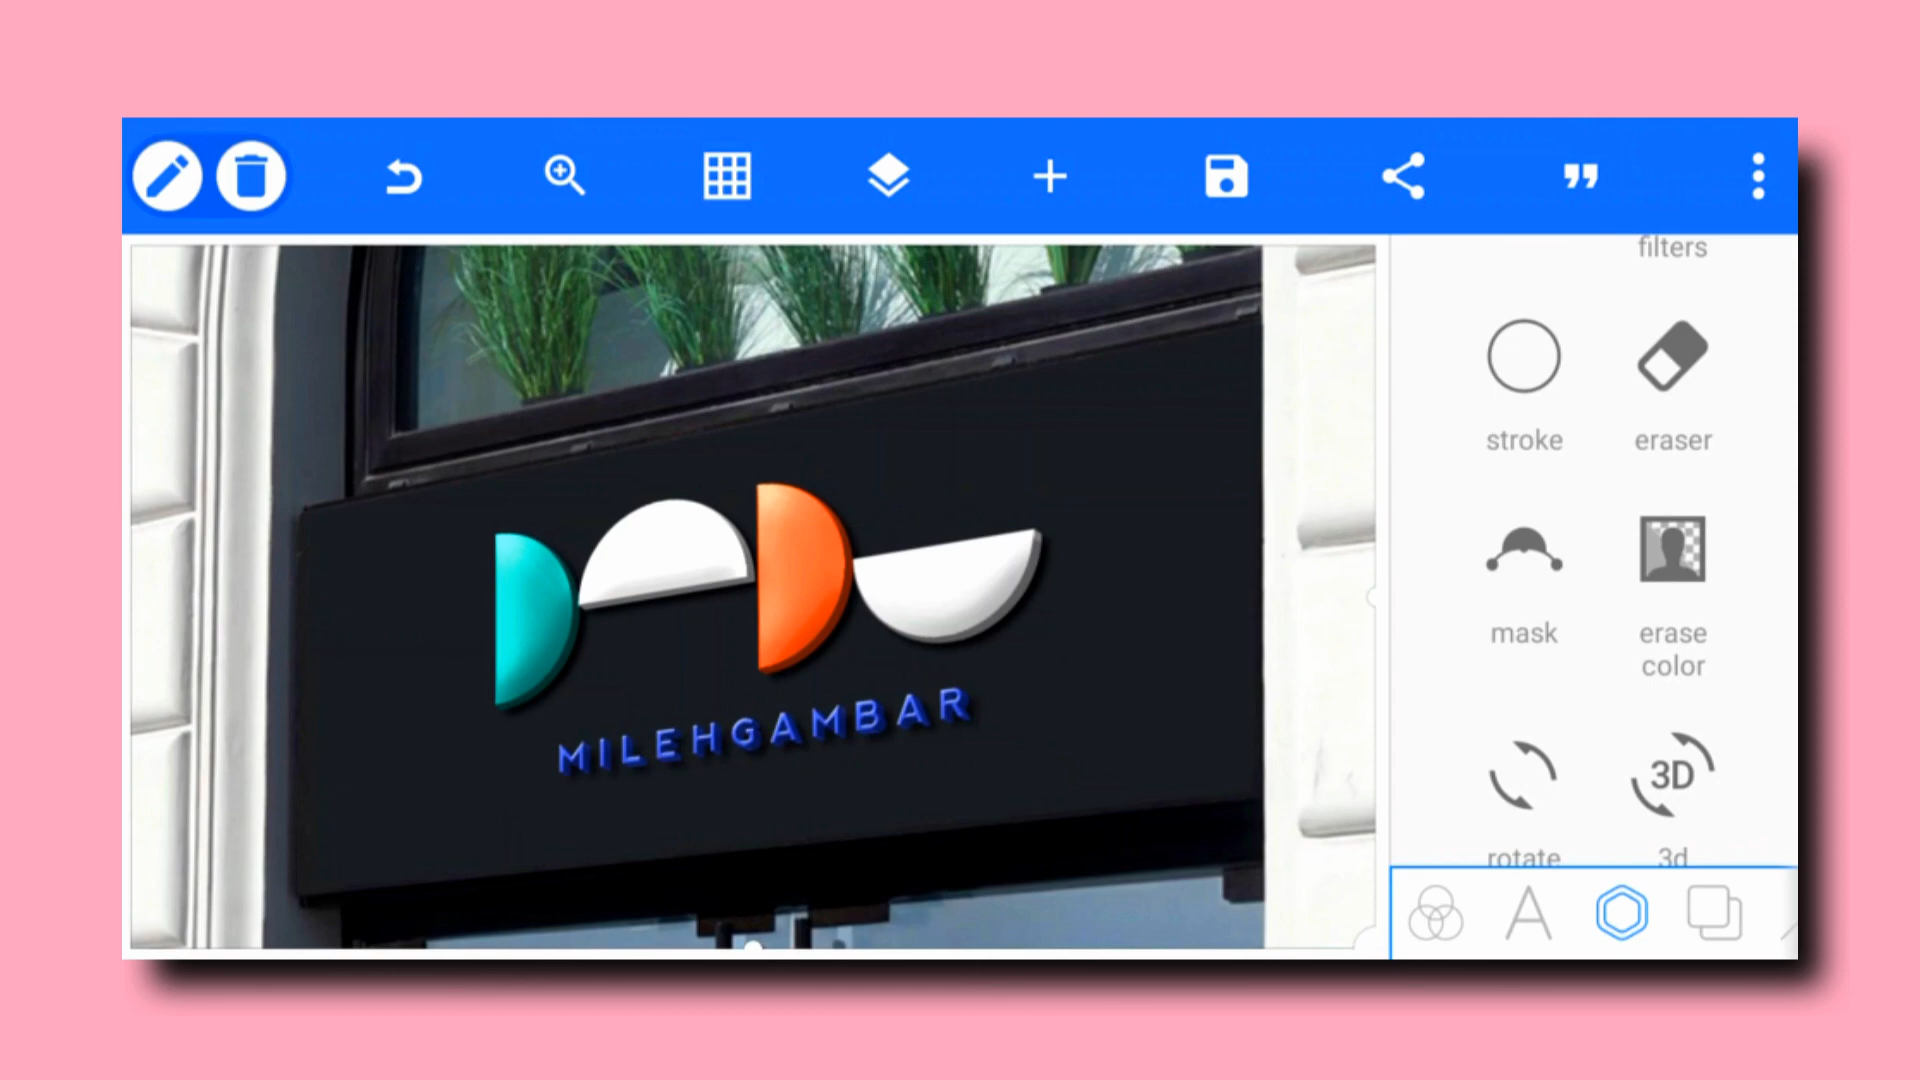 filters
stroke
eraser
mask
erase
color
3D
rotate
3d
MILEHGAMBAR